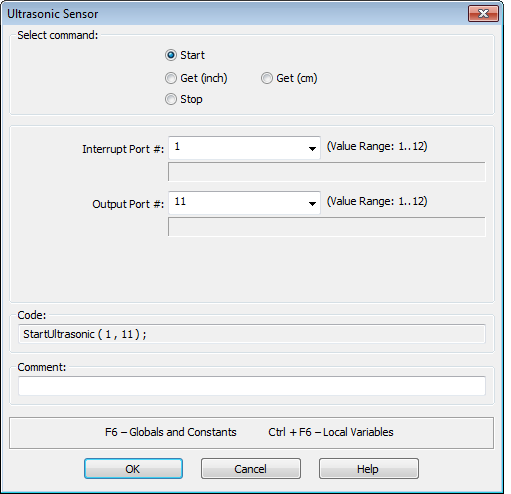 Ultrasonic Sensor
Select command:
Start
Get (inch) Get (cm)
Stop
Interrupt Port #: 1 (Value Range: 1..12)
Output Port #: 11 (Value Range: 1..12)
Code:
StartUltrasonic ( 1 , 11 ) ;
Comment:
F6 – Globals and Constants Ctrl + F6 – Local Variables
OK Cancel Help